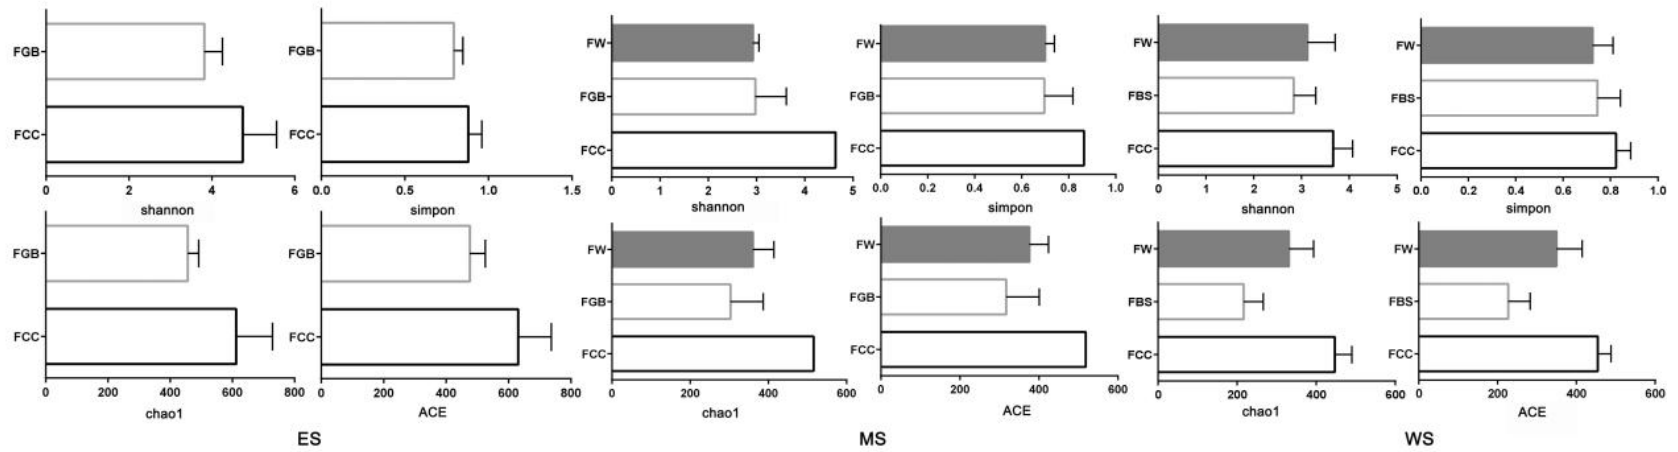 FGB
FCC
0 2 4 6
shannon
FGB
FCC
0.0 0.5 1.0 1.5
simpon
FW
FGB
FCC
0 1 2 3 4 5
shannon
FW
FGB
FCC
0.0 0.2 0.4 0.6 0.8 1.0
simpon
FW
FBS
FCC
0 1 2 3 4 5
shannon
FW
FBS
FCC
0.0 0.2 0.4 0.6 0.8 1.0
simpon
FGB
FCC
0 200 400 600 800
chao1
FGB
FCC
0 200 400 600 800
ACE
FW
FGB
FCC
0 200 400 600
chao1
FW
FGB
FCC
0 200 400 600
ACE
FW
FBS
FCC
0 200 400 600
chao1
FW
FBS
FCC
0 200 400 600
ACE
ES MS WS